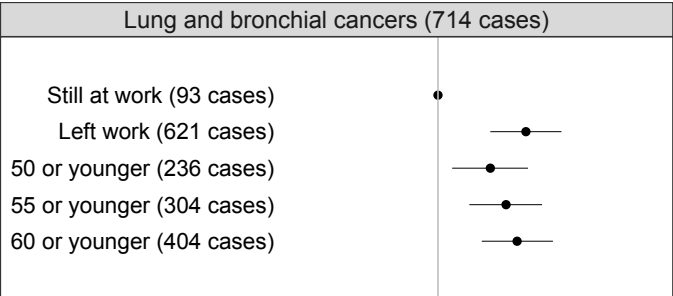 Lung and bronchial cancers (714 cases)
Still at work (93 cases)
Left work (621 cases)
50 or younger (236 cases)
55 or younger (304 cases)
60 or younger (404 cases)